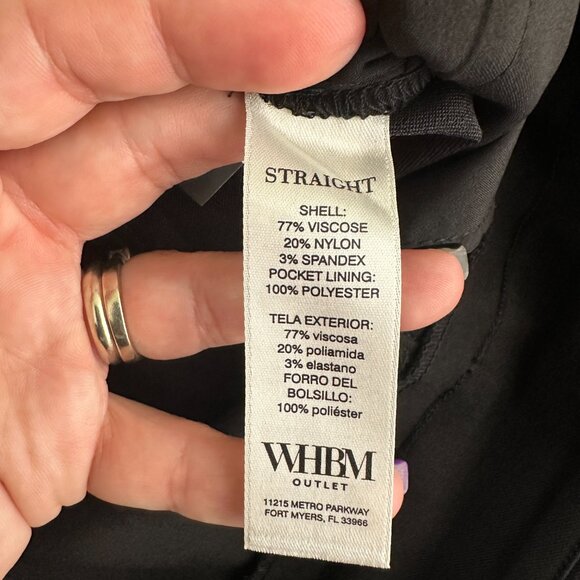 STRAIGHT
SHELL:
77% VISCOSE
20% NYLON
3% SPANDEX
POCKET LINING:
100% POLYESTER
TELA EXTERIOR:
77% viscosa
20% poliamida
3% elastano
FORRO DEL
BOLSILLO:
100% poliéster
WHBM
OUTLET
11215 METRO PARKWAY
FORT MYERS, FL 33966